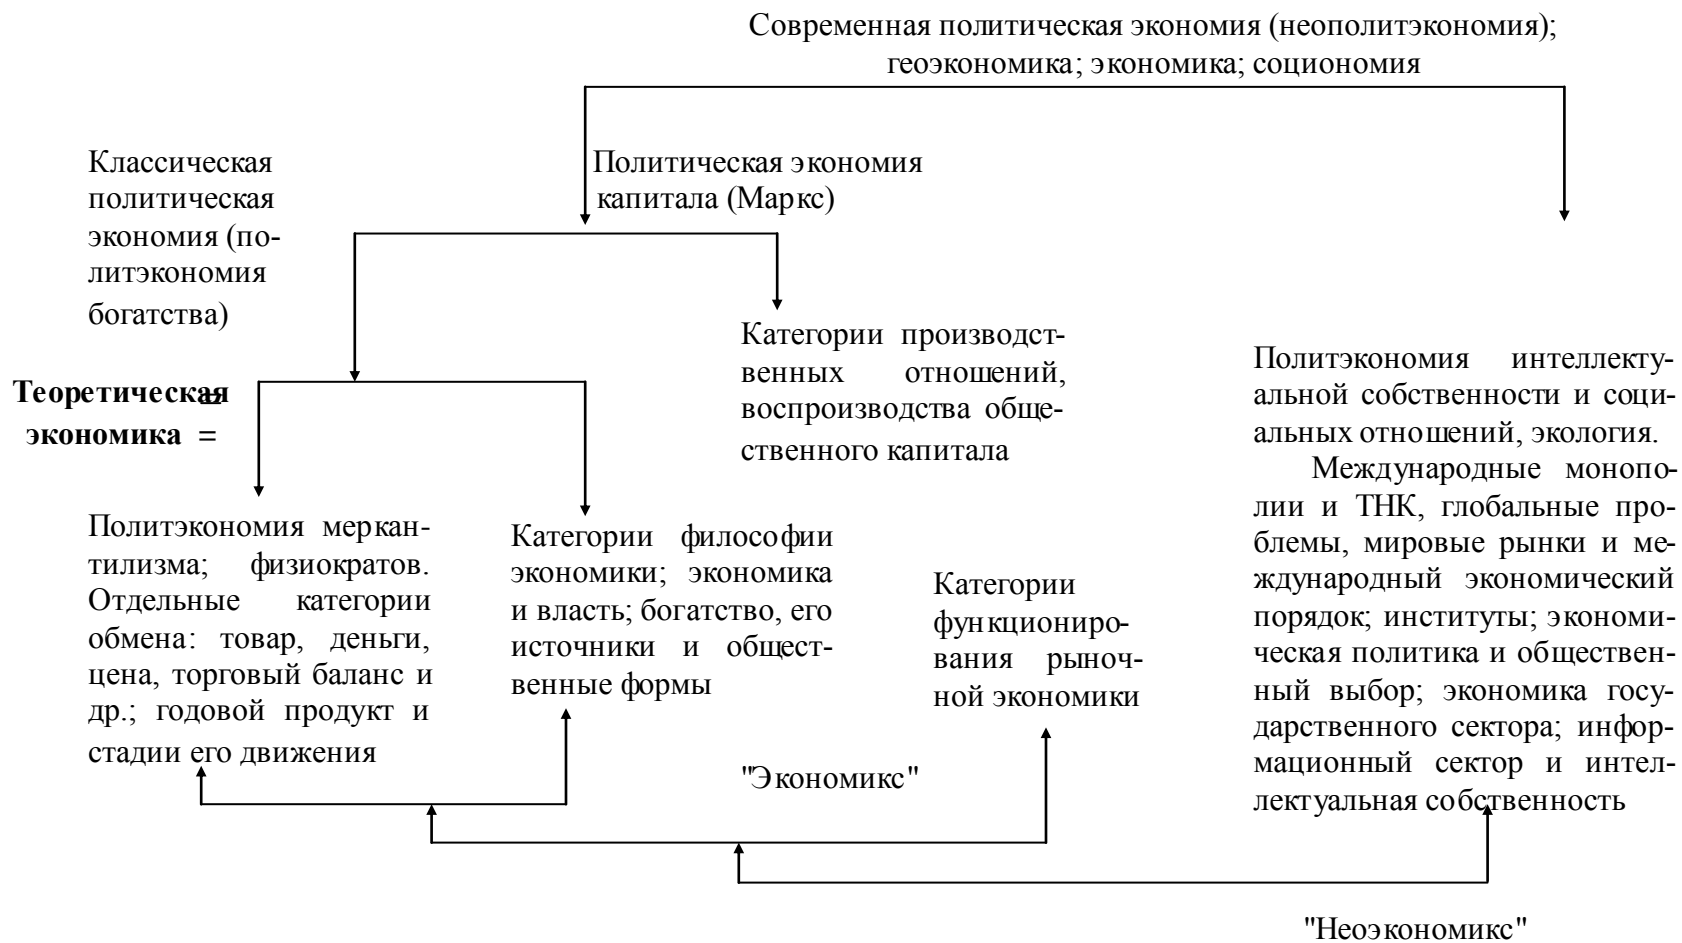 Современная политическая экономия (неополитэкономия);
геоэкономика; экономика; социономия
Классическая
политическая
экономия (по-
литэкономия
богатства)
Политическая экономия
капитала (Маркс)
Теоретическая =
экономика =
Категории производст-
венных отношений,
воспроизводства обще-
ственного капитала
Политэкономия интеллекту-
альной собственности и соци-
альных отношений, экология.
Международные монопо-
лии и ТНК, глобальные про-
блемы, мировые рынки и ме-
ждународный экономический
порядок; институты; экономи-
ческая политика и обществен-
ный выбор; экономика госу-
дарственного сектора; инфор-
мационный сектор и интел-
лектуальная собственность
Политэкономия меркан-
тилизма; физиократов.
Отдельные категории
обмена: товар, деньги,
цена, торговый баланс и
др.; годовой продукт и
стадии его движения
Категории философии
экономики; экономика
и власть; богатство, его
источники и общест-
венные формы
Категории
функциониро-
вания рыноч-
ной экономики
"Экономикс"
"Неоэкономикс"